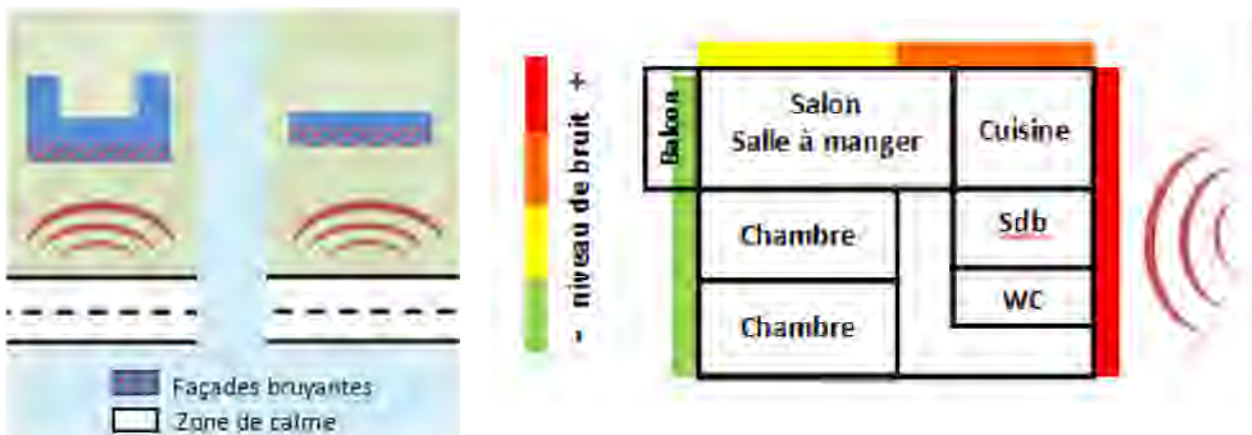 Façades bruyantes
Zone de calme
- niveau de bruit +
Balcon
Salon
Salle à manger
Cuisine
Chambre
Sdb
Chambre
WC